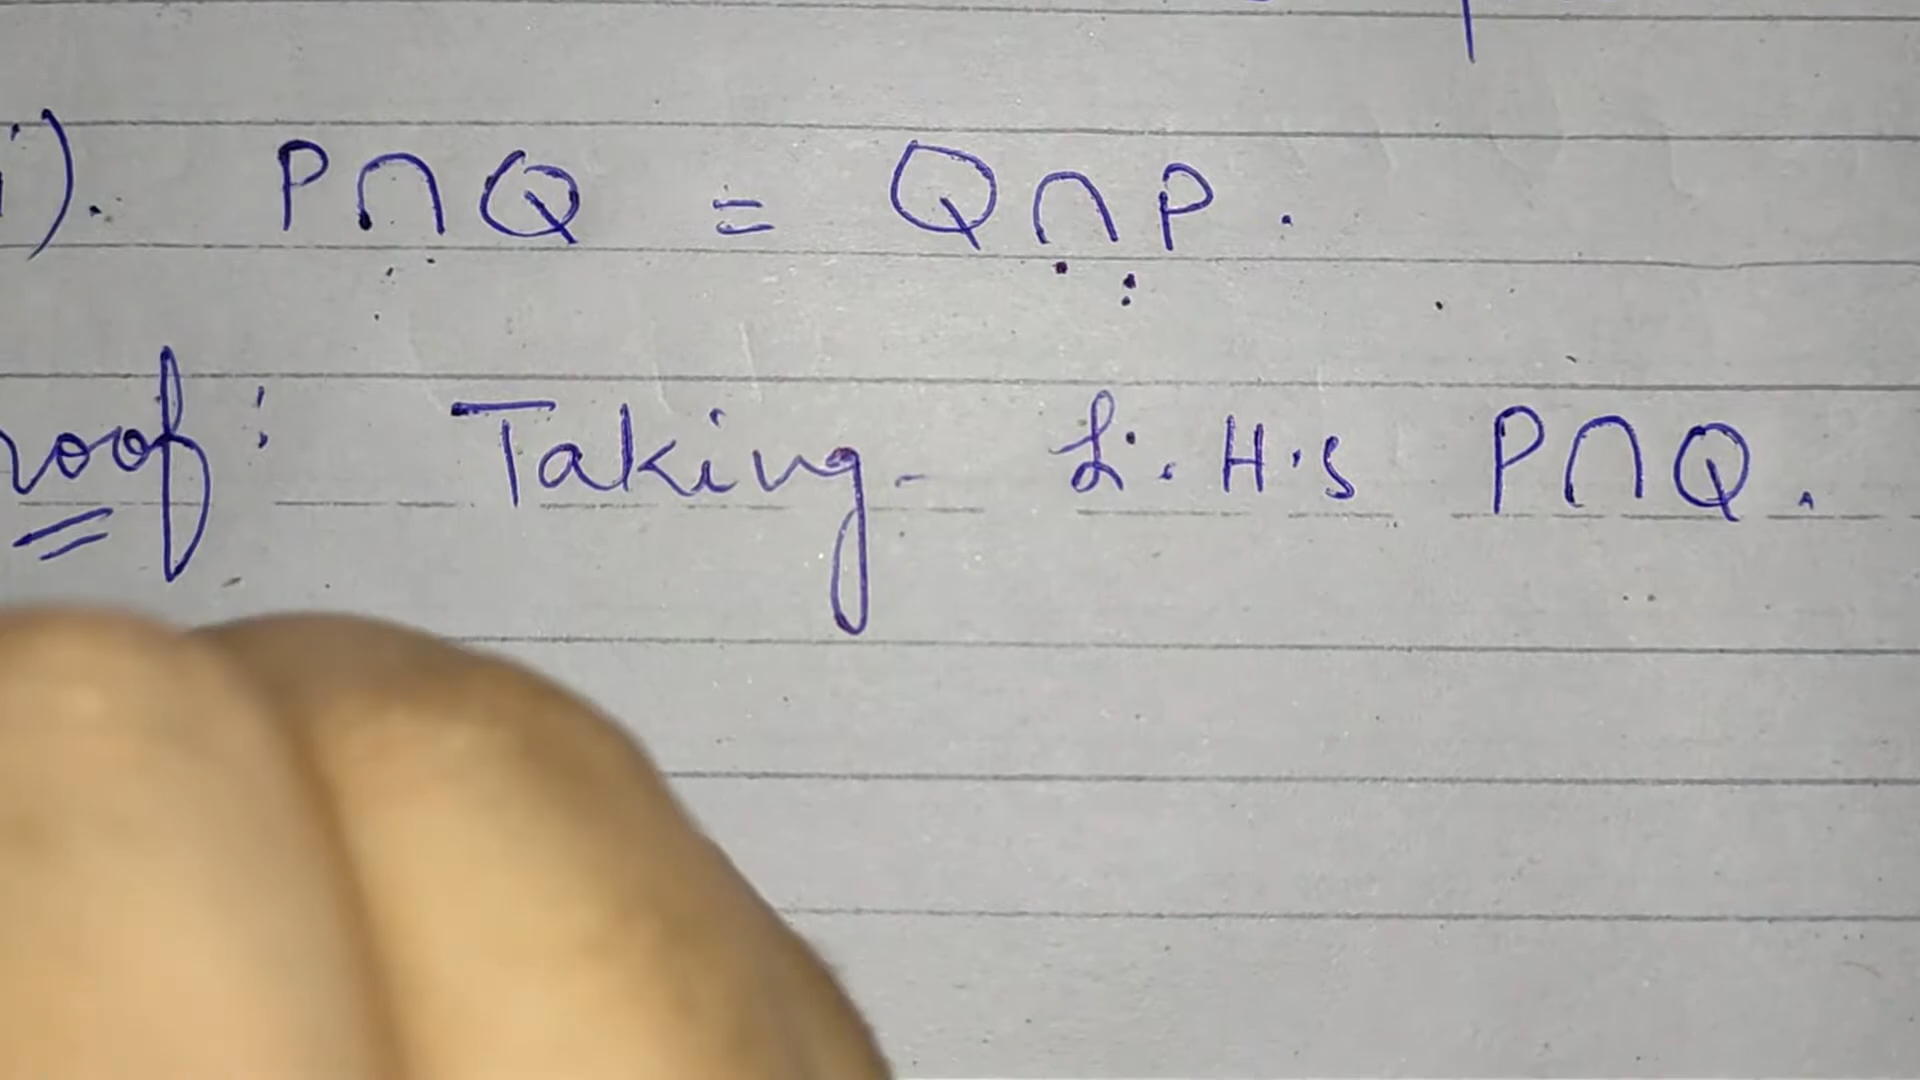 i). P∩Q = Q∩P.
roof: Taking L.H.S P∩Q.